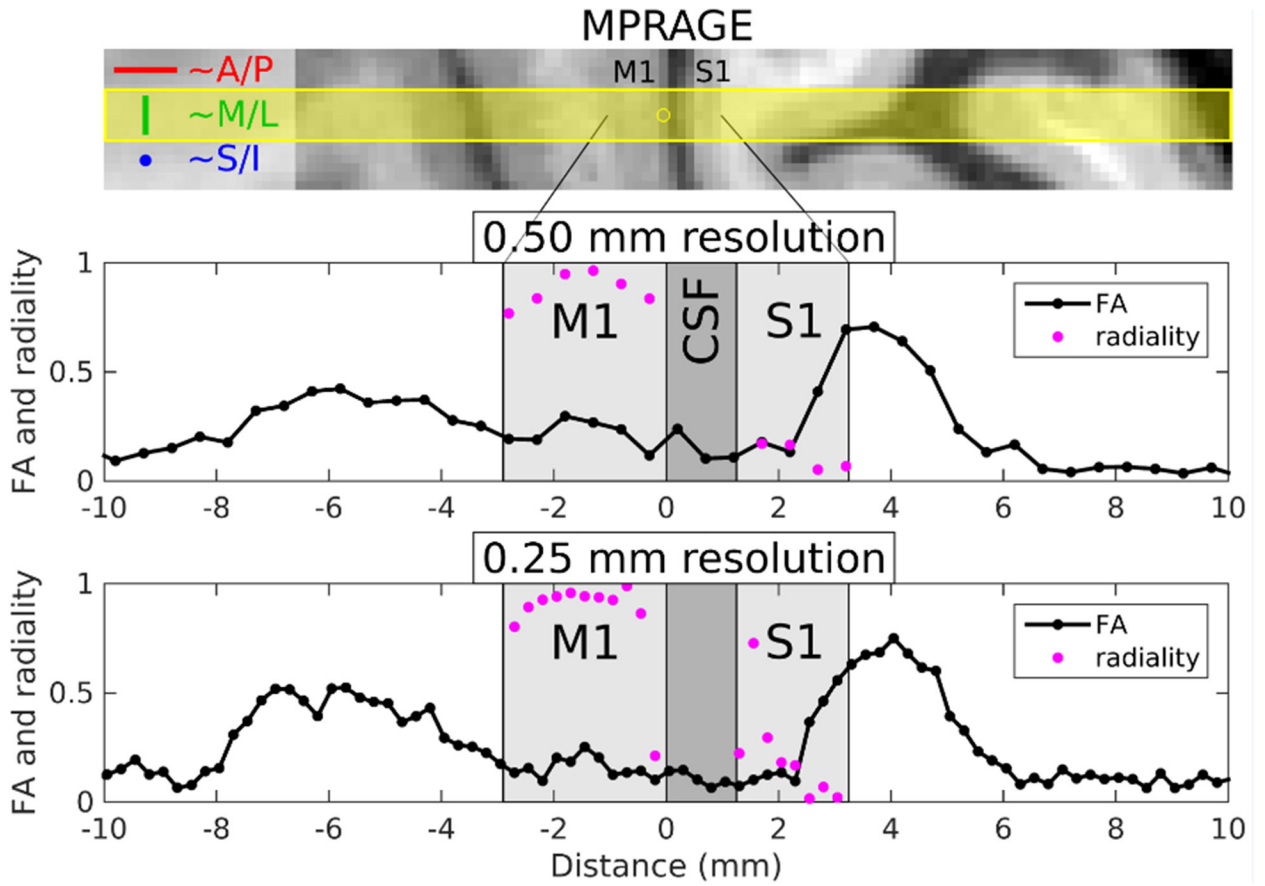 MPRAGE
~A/P
M1 S1
~M/L
~S/I
0.50 mm resolution
FA and radiality
1
0.5
0
M1
CSF
S1
FA
radiality
-10 -8 -6 -4 -2 0 2 4 6 8 10
0.25 mm resolution
FA and radiality
1
0.5
0
M1
S1
FA
radiality
-10 -8 -6 -4 -2 0 2 4 6 8 10
Distance (mm)